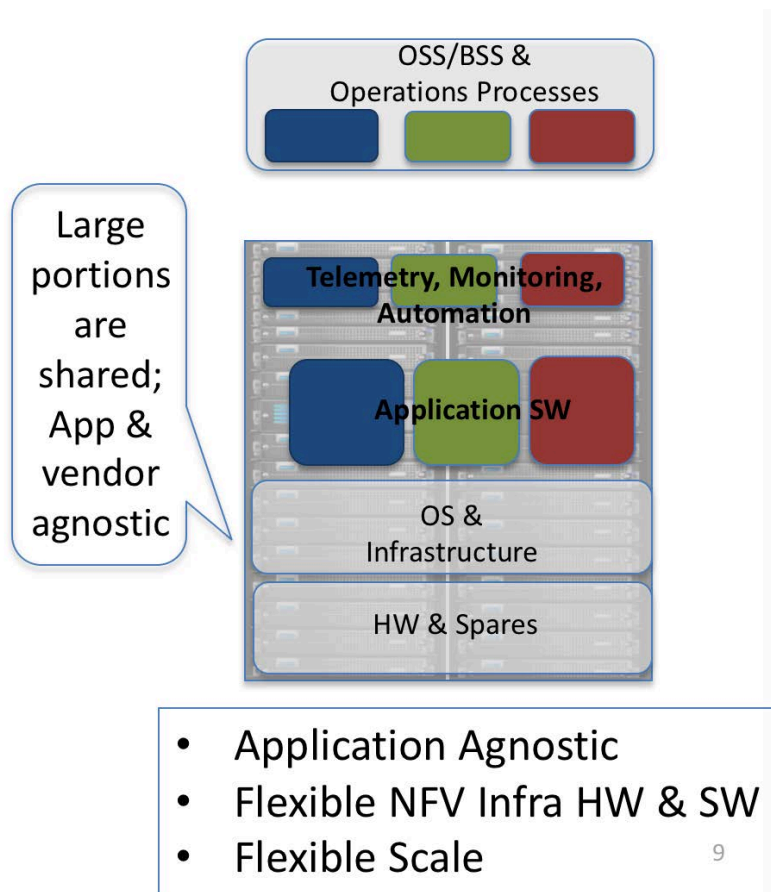 OSS/BSS &
Operations Processes
Large
portions
are
shared;
App &
vendor
agnostic
Telemetry, Monitoring,
Automation
Application SW
OS &
Infrastructure
HW & Spares
• Application Agnostic
• Flexible NFV Infra HW & SW
• Flexible Scale
9